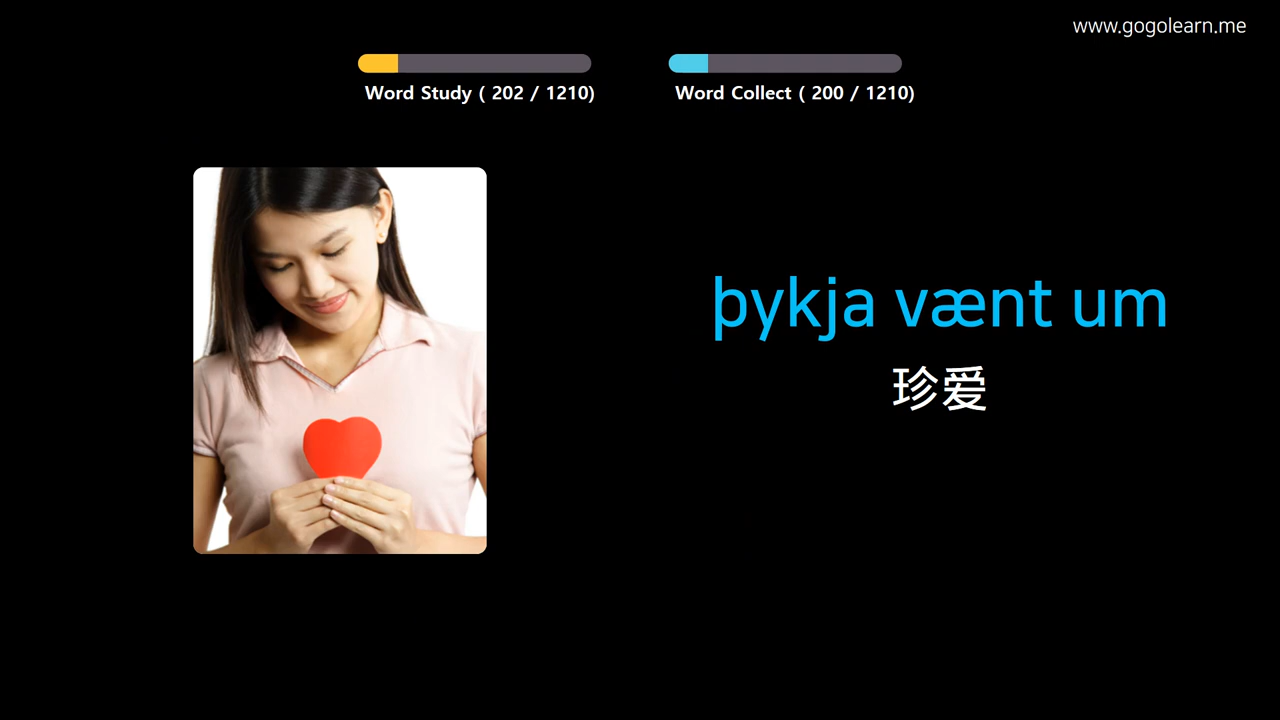 www.gogolearn.me
Word Study ( 202 / 1210)
Word Collect ( 200 / 1210)
þykja vænt um
珍爱